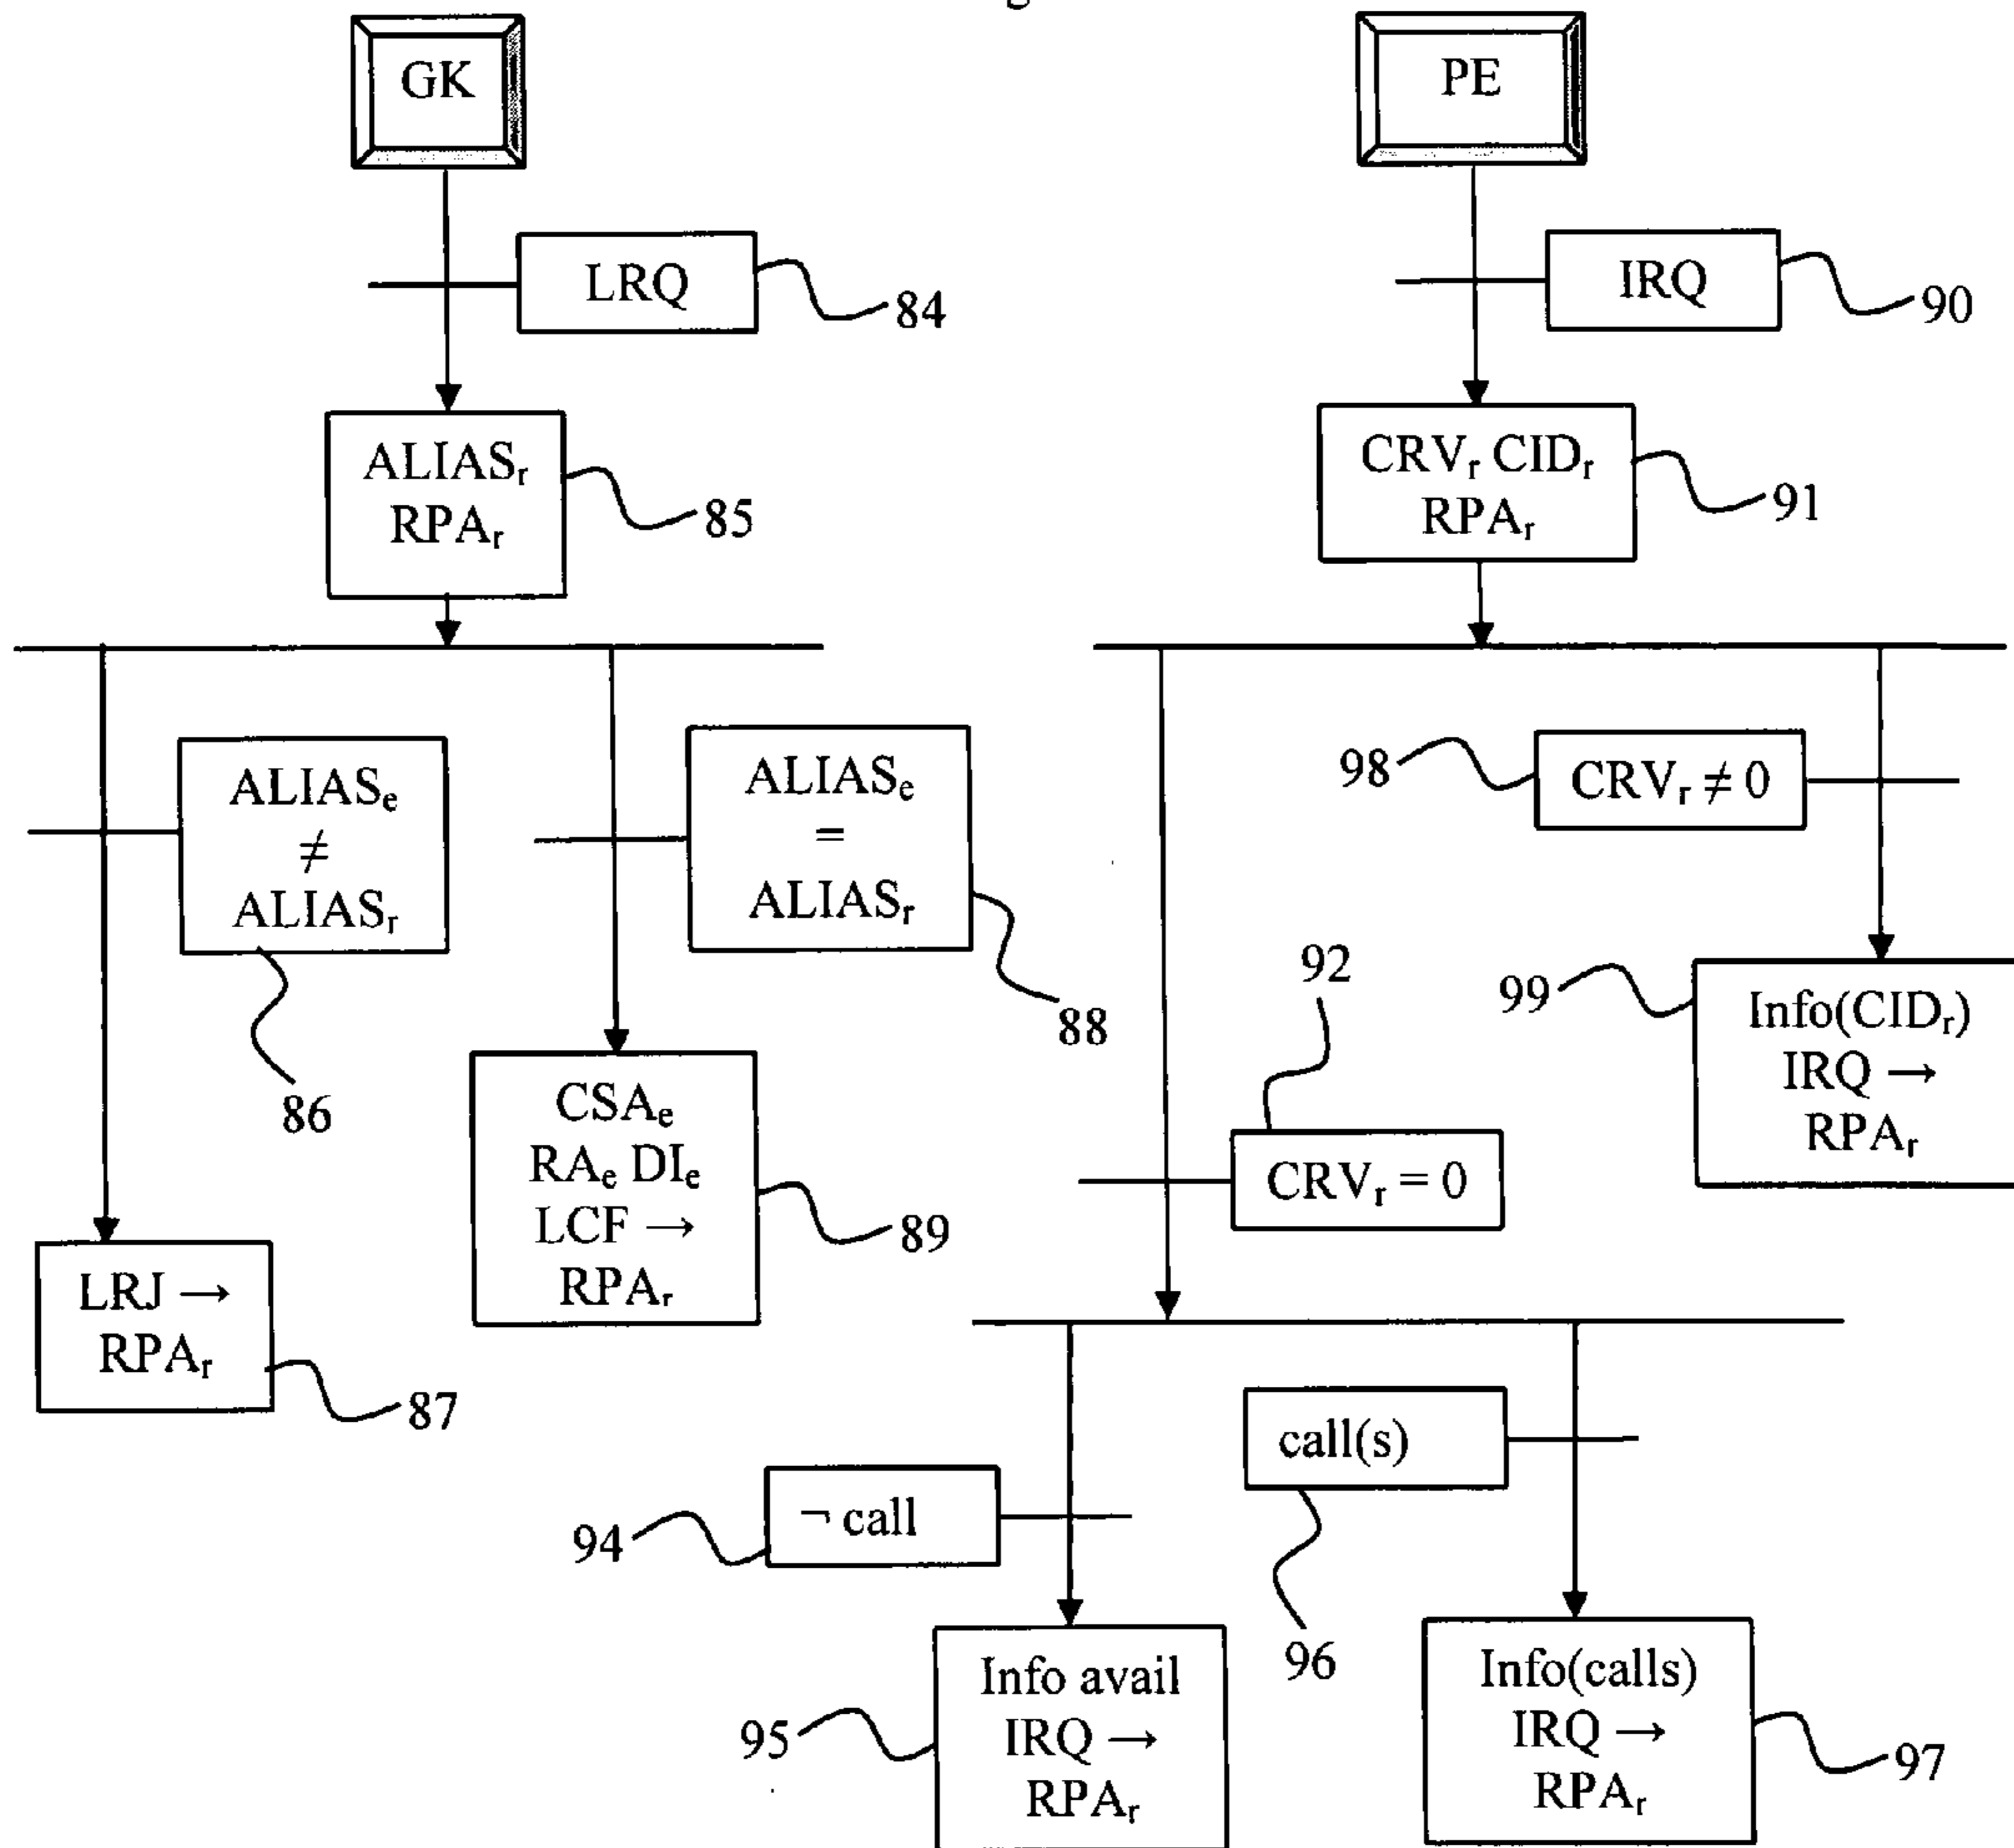 GK
LRQ
84
ALIASr
RPAr
85
ALIASe
≠
ALIASr
86
ALIASe
=
ALIASr
88
CSAe
RAe DIe
LCF →
RPAr
89
LRJ →
RPAr
87
PE
IRQ
90
CRVr CIDr
RPAr
91
98
CRVr ≠ 0
99
Info(CIDr)
IRQ →
RPAr
92
CRVr = 0
94
¬ call
call(s)
96
95
Info avail
IRQ →
RPAr
Info(calls)
IRQ →
RPAr
97